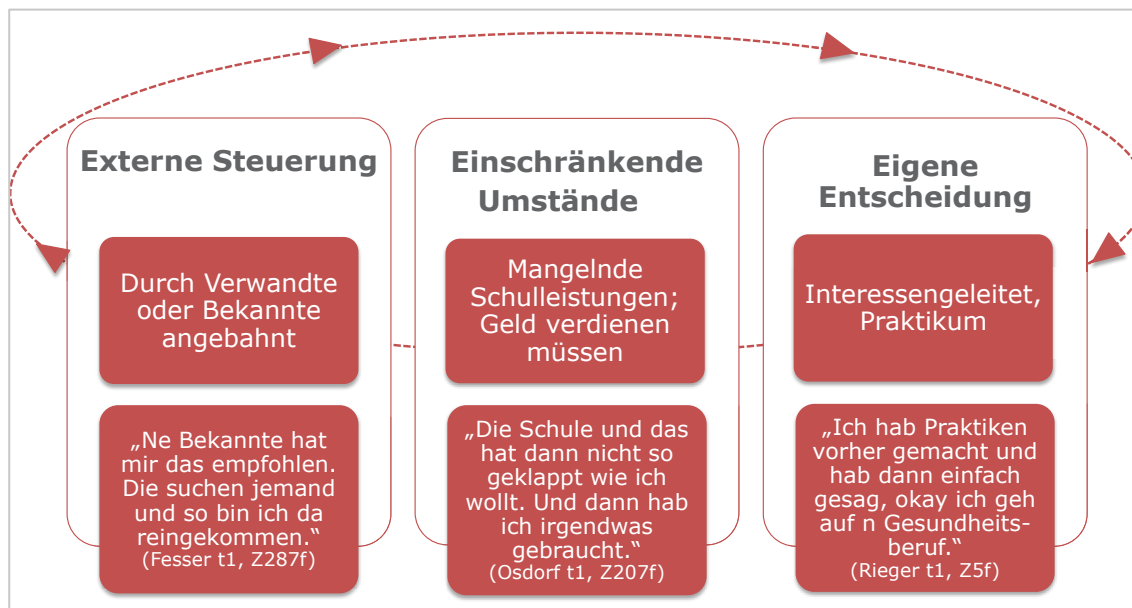 Externe Steuerung
Durch Verwandte
oder Bekannte
angebahnt
„Ne Bekannte hat
mir das empfohlen.
Die suchen jemand
und so bin ich da
reingekommen.“
(Fesser t1, Z287f)
Einschränkende
Umstände
Mangelnde
Schulleistungen;
Geld verdienen
müssen
„Die Schule und das
hat dann nicht so
geklappt wie ich
wollt. Und dann hab
ich irgendwas
gebraucht.“
(Osdorf t1, Z207f)
Eigene
Entscheidung
Interessengeleitet,
Praktikum
„Ich hab Praktiken
vorher gemacht und
hab dann einfach
gesag, okay ich geh
auf n Gesundheits-
beruf.“
(Rieger t1, Z5f)